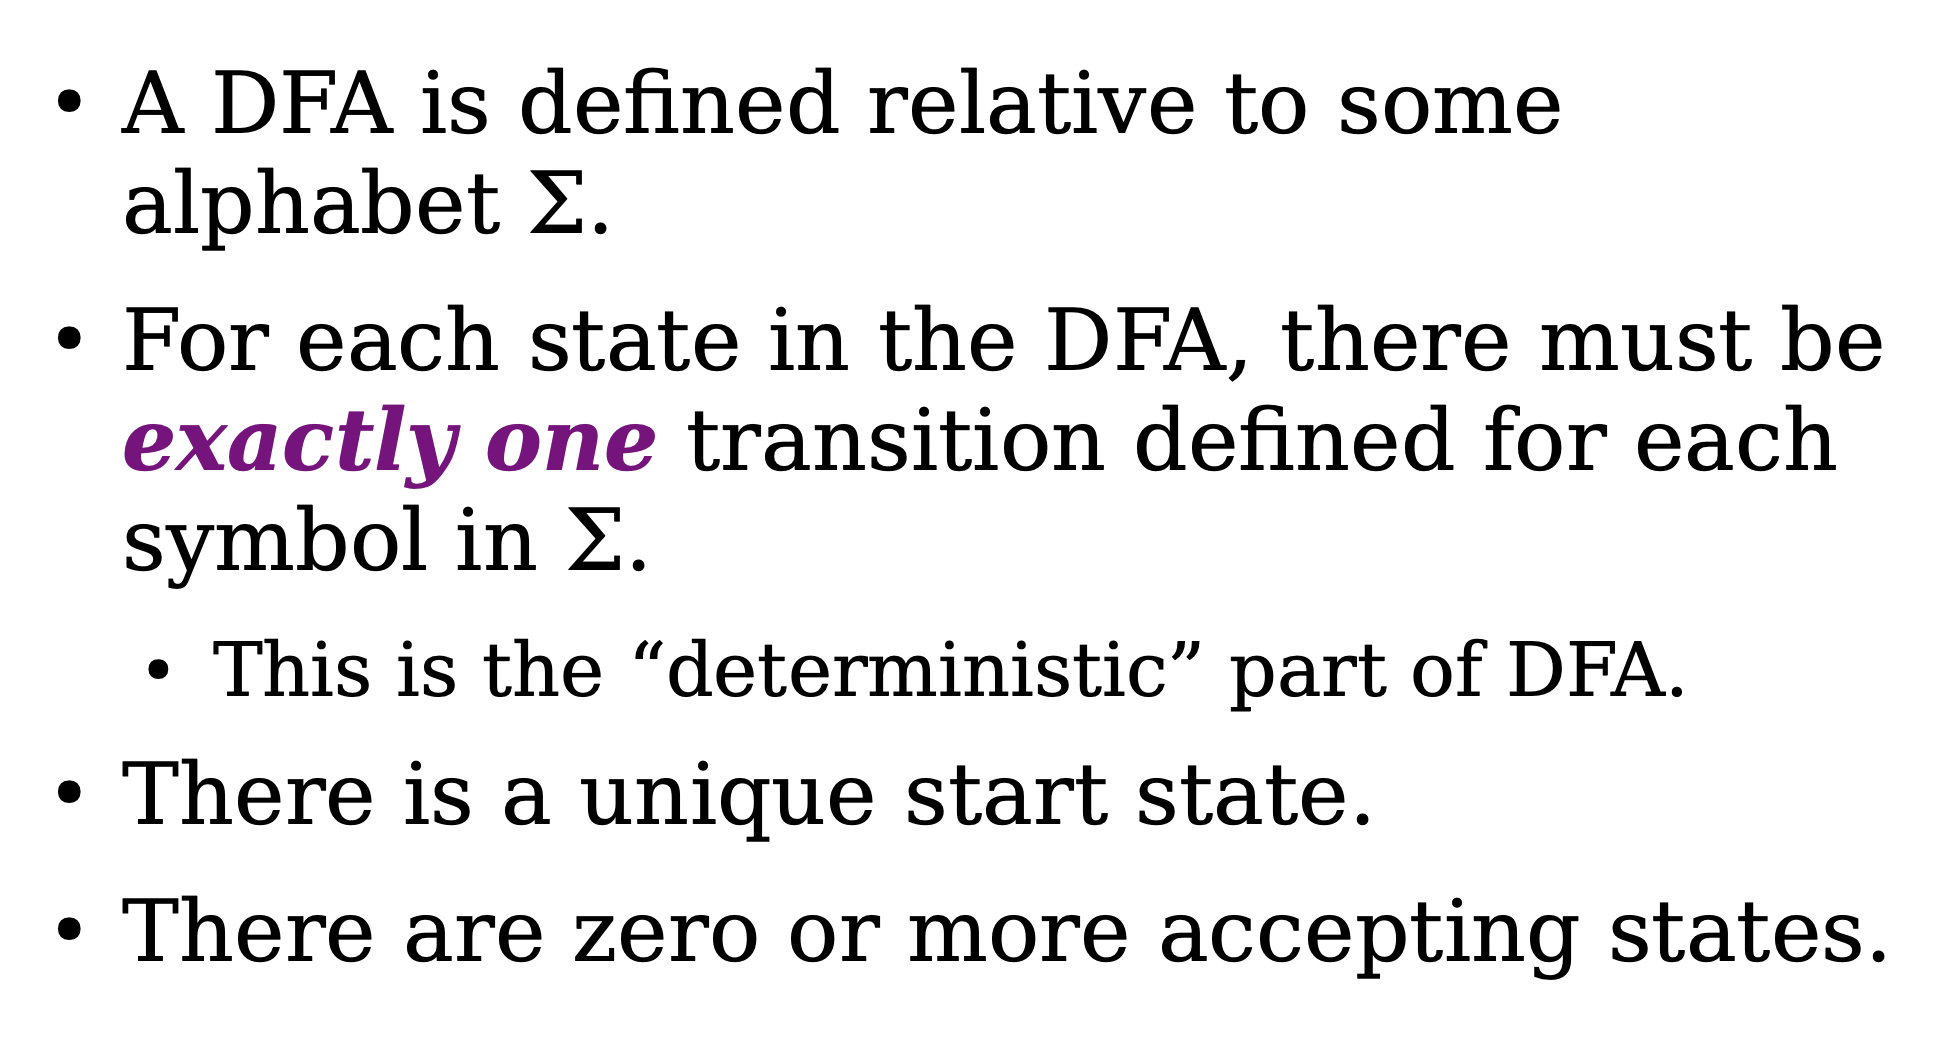 • A DFA is defined relative to some
alphabet Σ.
• For each state in the DFA, there must be
exactly one transition defined for each
symbol in Σ.
• This is the “deterministic” part of DFA.
• There is a unique start state.
• There are zero or more accepting states.